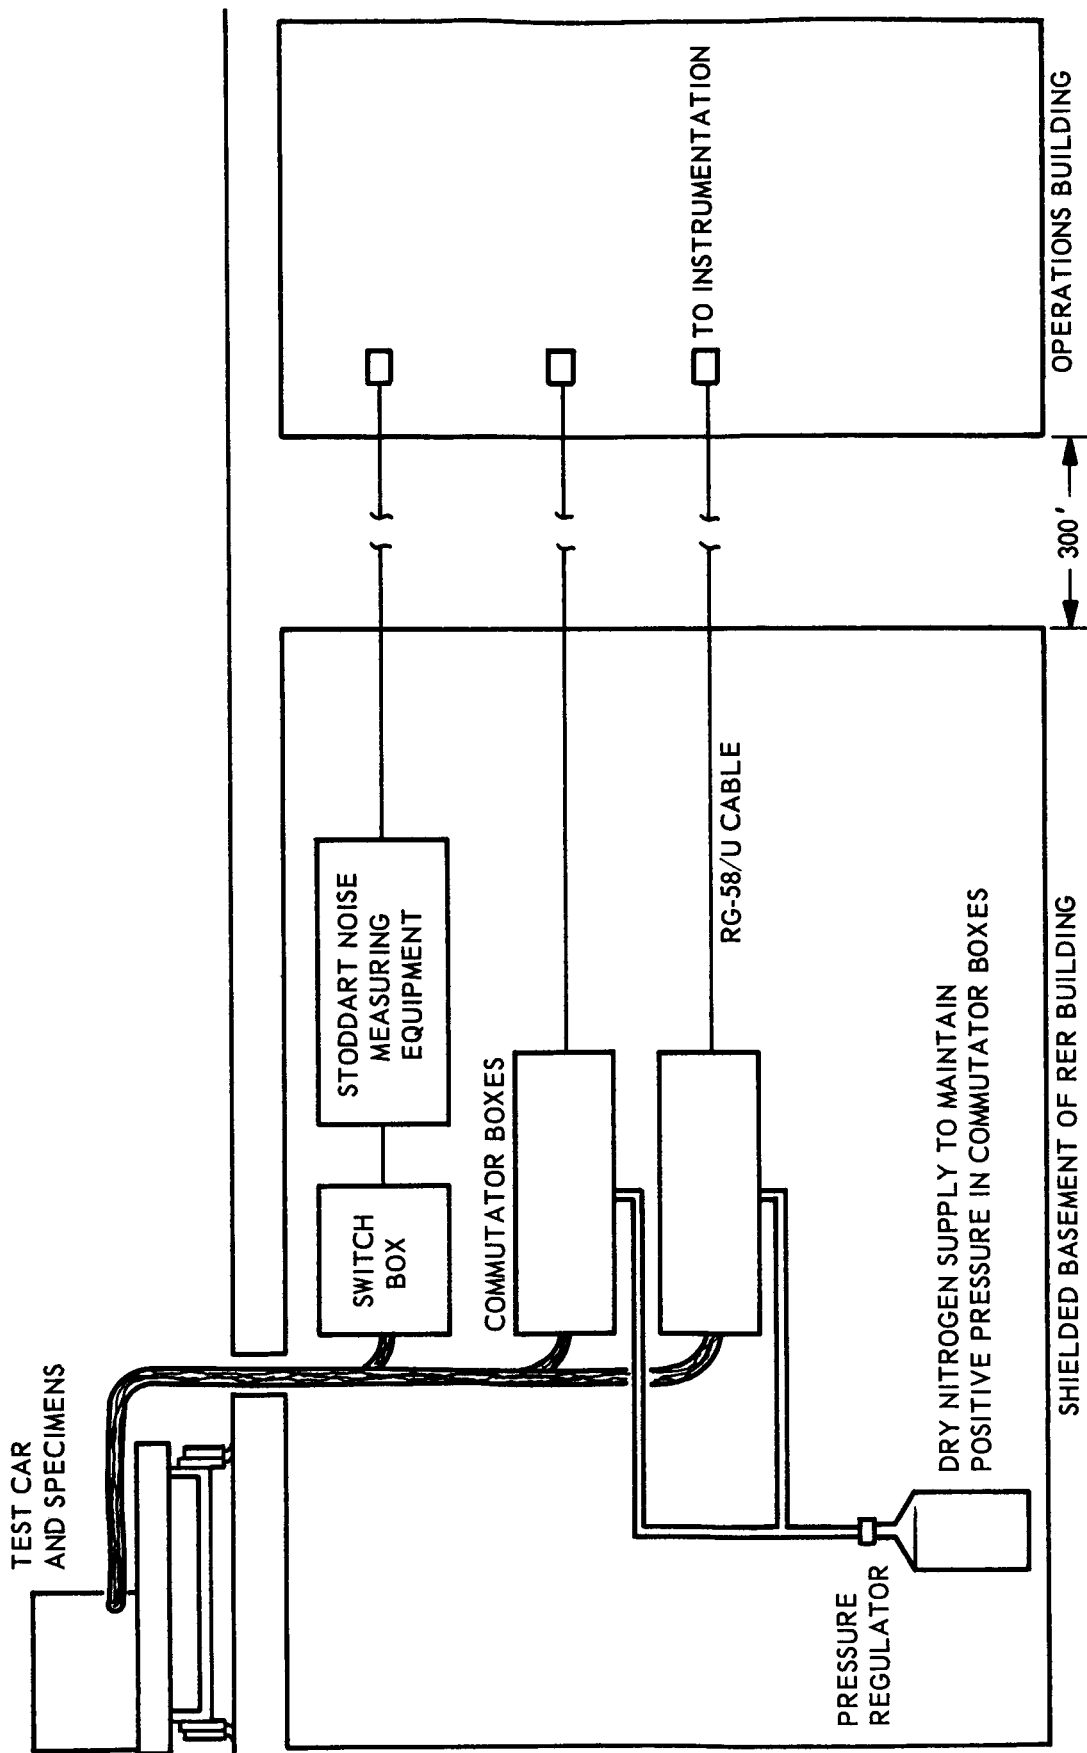 TEST CAR
AND SPECIMENS
SWITCH
BOX
STODDART NOISE
MEASURING
EQUIPMENT
COMMUTATOR BOXES
RG-58/U CABLE
TO INSTRUMENTATION
PRESSURE
REGULATOR
DRY NITROGEN SUPPLY TO MAINTAIN
POSITIVE PRESSURE IN COMMUTATOR BOXES
SHIELDED BASEMENT OF RER BUILDING
300'
OPERATIONS BUILDING